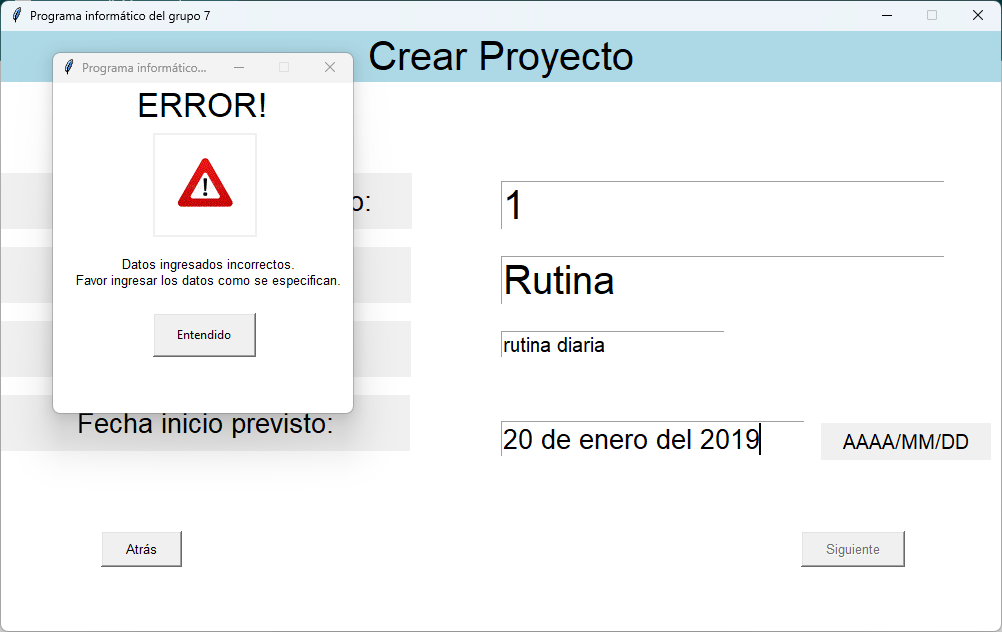 Programa informático del grupo 7
Crear Proyecto
Programa informático...
ERROR!
Datos ingresados incorrectos.
Favor ingresar los datos como se especifican.
Entendido
o:
1
Rutina
rutina diaria
Fecha inicio previsto:
20 de enero del 2019
AAAA/MM/DD
Atrás
Siguiente